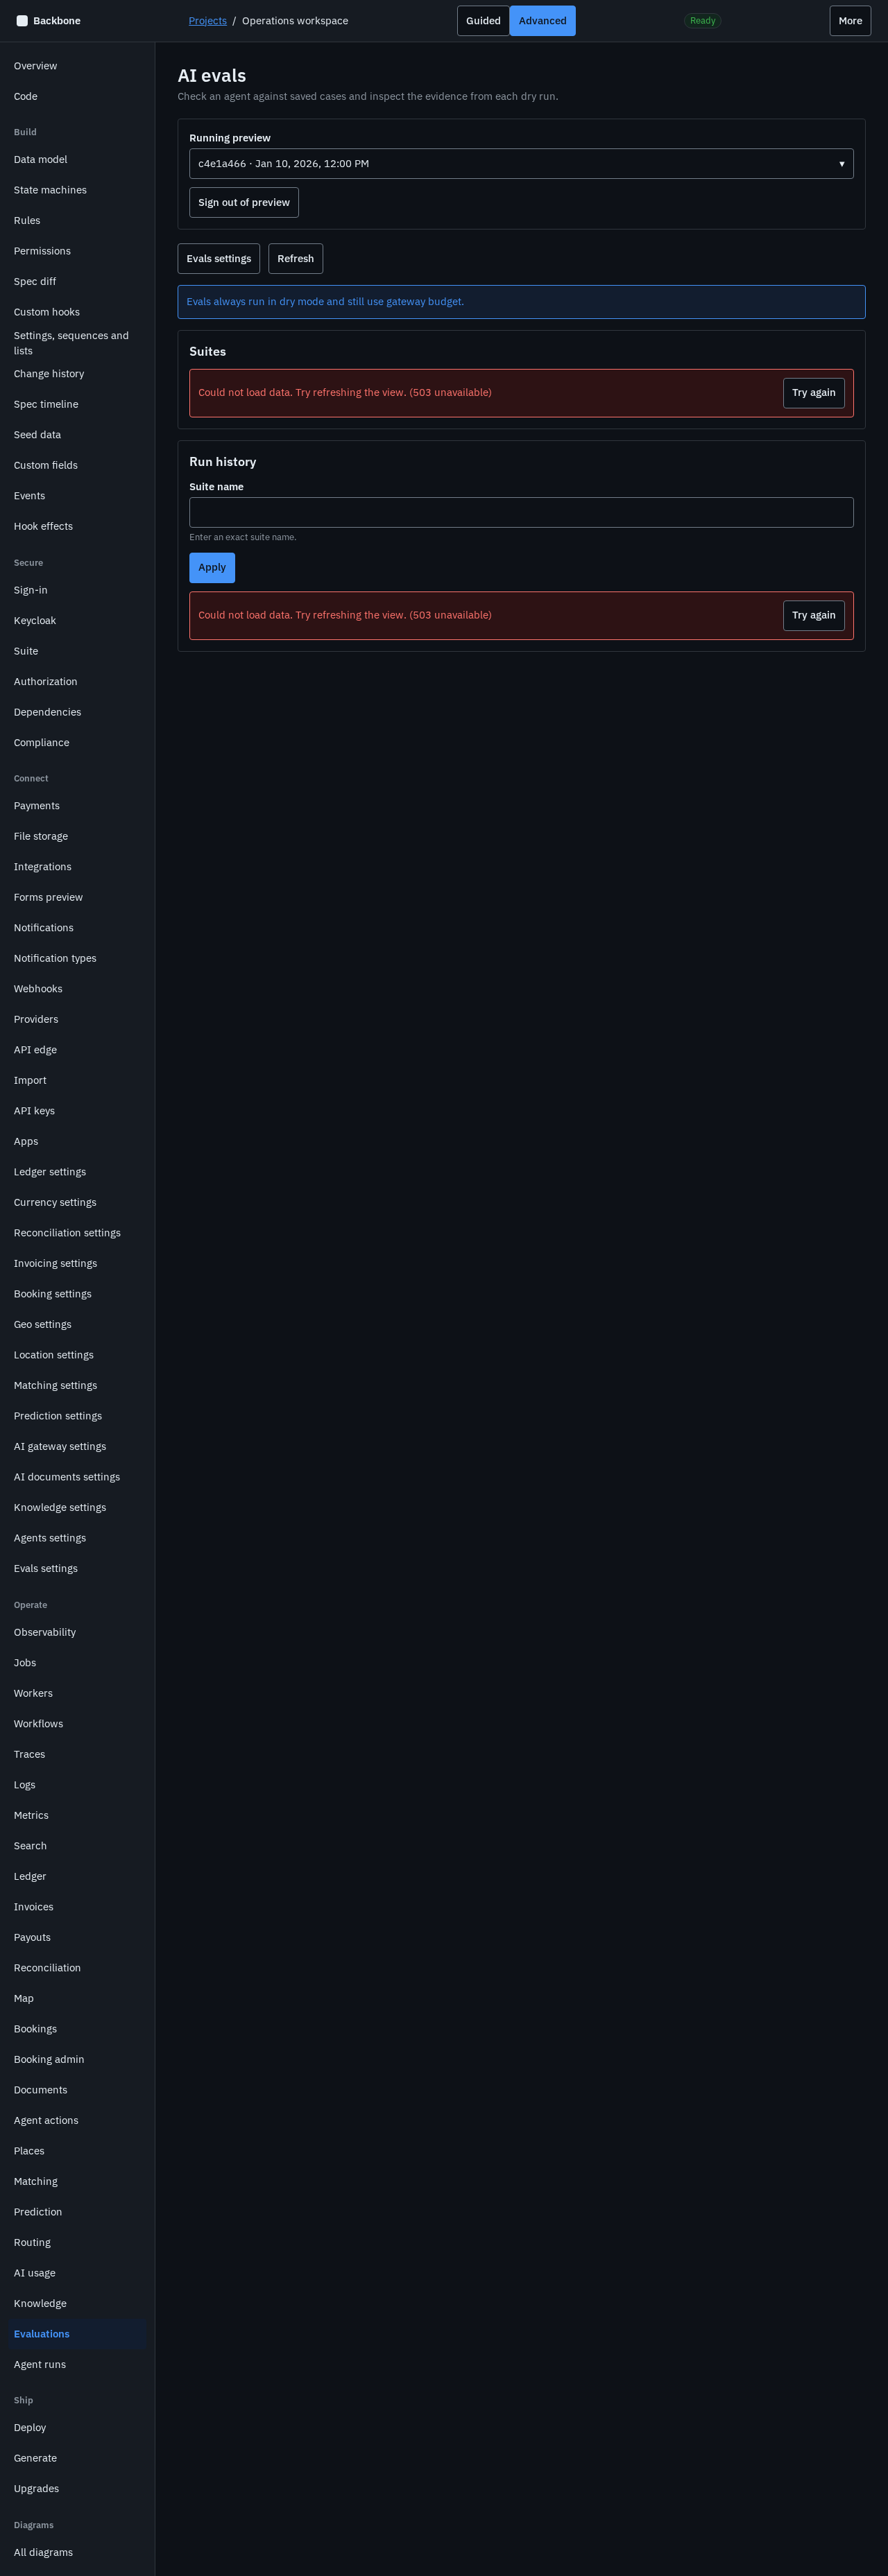 Backbone
Projects / Operations workspace
Guided
Advanced
Ready
More
Overview
Code
Build
Data model
State machines
Rules
Permissions
Spec diff
Custom hooks
Settings, sequences and
lists
Change history
Spec timeline
Seed data
Custom fields
Events
Hook effects
Secure
Sign-in
Keycloak
Suite
Authorization
Dependencies
Compliance
Connect
Payments
File storage
Integrations
Forms preview
Notifications
Notification types
Webhooks
Providers
API edge
Import
API keys
Apps
Ledger settings
Currency settings
Reconciliation settings
Invoicing settings
Booking settings
Geo settings
Location settings
Matching settings
Prediction settings
AI gateway settings
AI documents settings
Knowledge settings
Agents settings
Evals settings
Operate
Observability
Jobs
Workers
Workflows
Traces
Logs
Metrics
Search
Ledger
Invoices
Payouts
Reconciliation
Map
Bookings
Booking admin
Documents
Agent actions
Places
Matching
Prediction
Routing
AI usage
Knowledge
Evaluations
Agent runs
Ship
Deploy
Generate
Upgrades
Diagrams
All diagrams
AI evals
Check an agent against saved cases and inspect the evidence from each dry run.
Running preview
c4e1a466 · Jan 10, 2026, 12:00 PM
Sign out of preview
Evals settings
Refresh
Evals always run in dry mode and still use gateway budget.
Suites
Could not load data. Try refreshing the view. (503 unavailable)
Try again
Run history
Suite name
Enter an exact suite name.
Apply
Could not load data. Try refreshing the view. (503 unavailable)
Try again